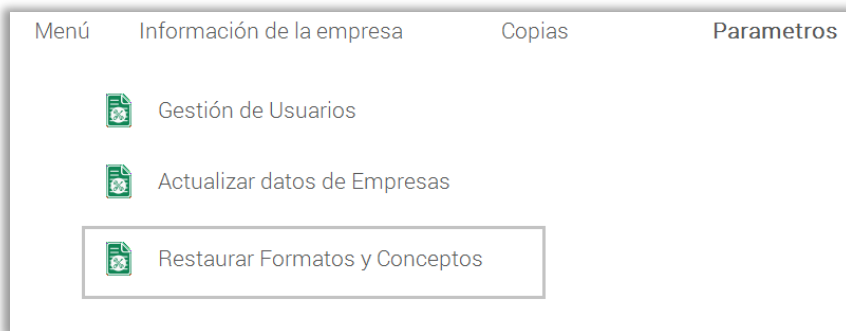 Menú Información de la empresa Copias Parametros
Gestión de Usuarios
Actualizar datos de Empresas
Restaurar Formatos y Conceptos